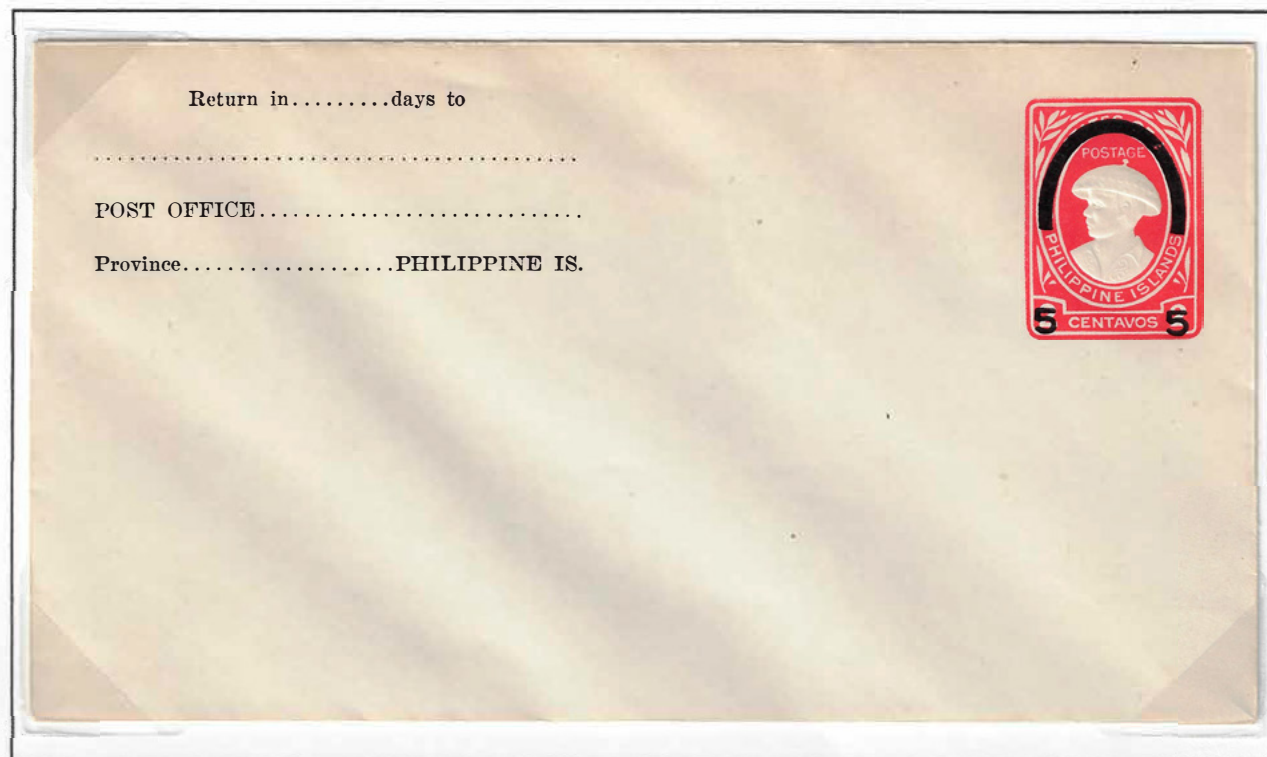 Return in.........days to
..........................................
POST OFFICE............................
Province...................PHILIPPINE IS.
POSTAGE
PHILIPPINE ISLANDS
5 CENTAVOS 5